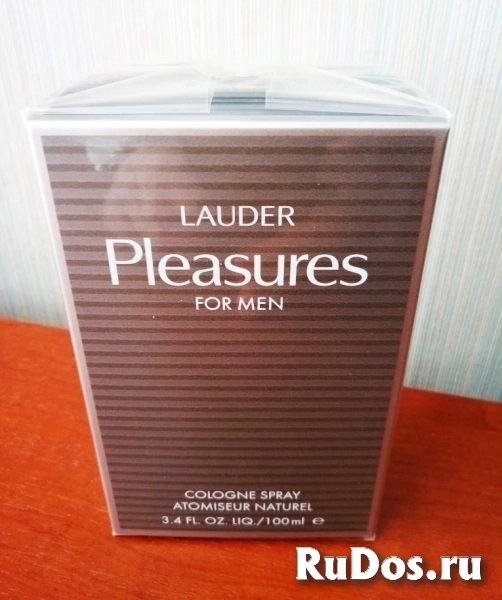 LAUDER
Pleasures
FOR MEN
COLOGNE SPRAY
ATOMISEUR NATUREL
3.4 FL. OZ. LIQ./100ml ℮
RuDos.ru